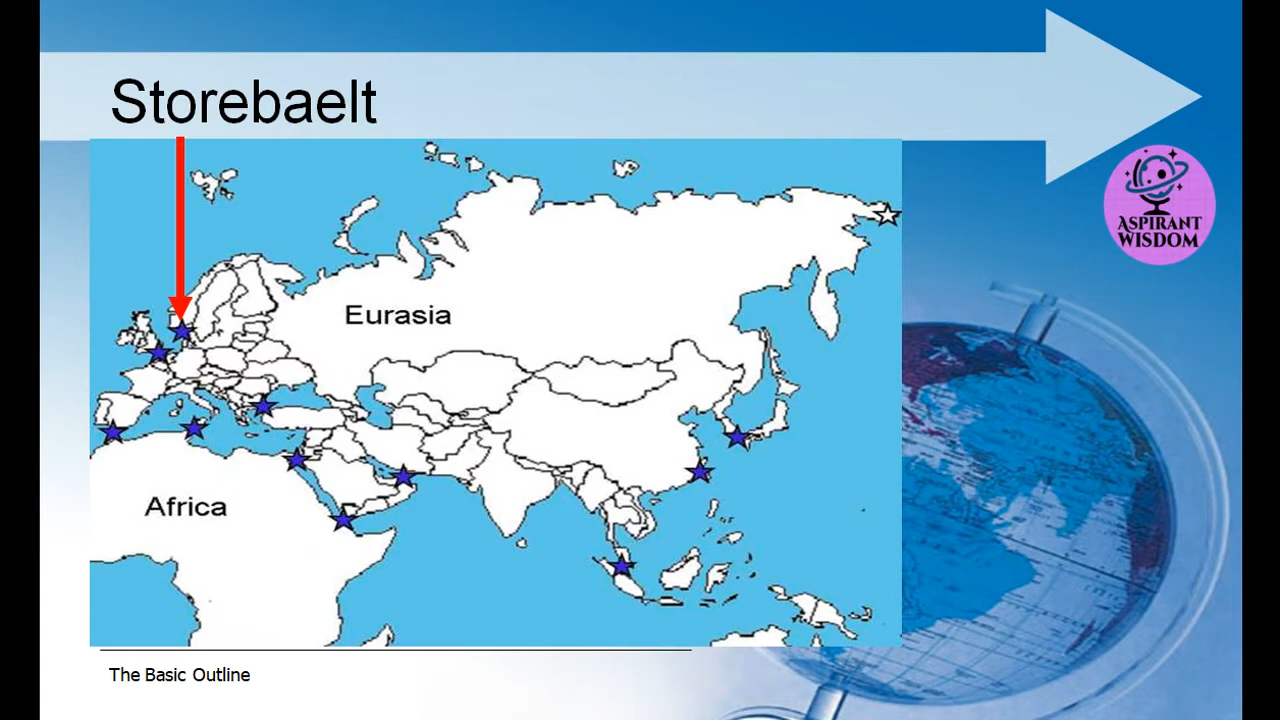 Storebaelt
ASPIRANT
WISDOM
Eurasia
Africa
The Basic Outline